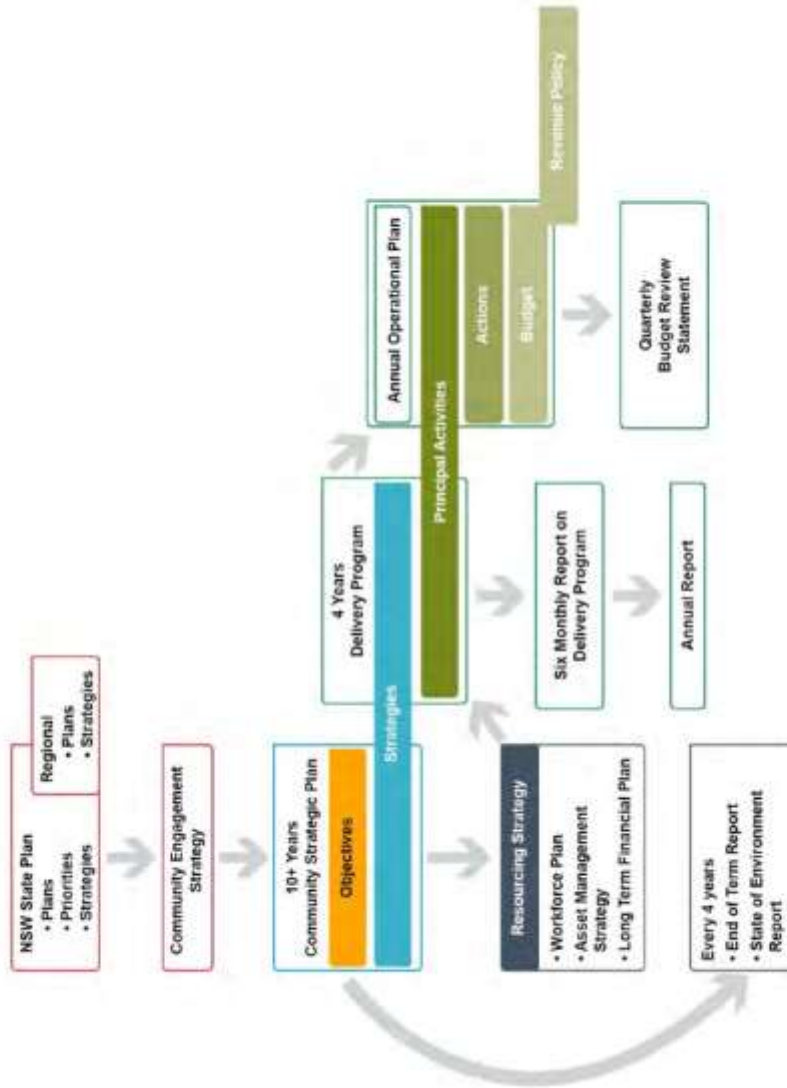 NSW State Plan
• Plans
• Priorities
• Strategies
Regional
• Plans
• Strategies
Community Engagement
Strategy
10+ Years
Community Strategic Plan
Objectives
Strategies
4 Years
Delivery Program
Principal Activities
Annual Operational Plan
Actions
Budget
Revenue Policy
Resourcing Strategy
• Workforce Plan
• Asset Management
Strategy
• Long Term Financial Plan
Six Monthly Report on
Delivery Program
Annual Report
Quarterly
Budget Review
Statement
Every 4 years
• End of Term Report
• State of Environment
Report